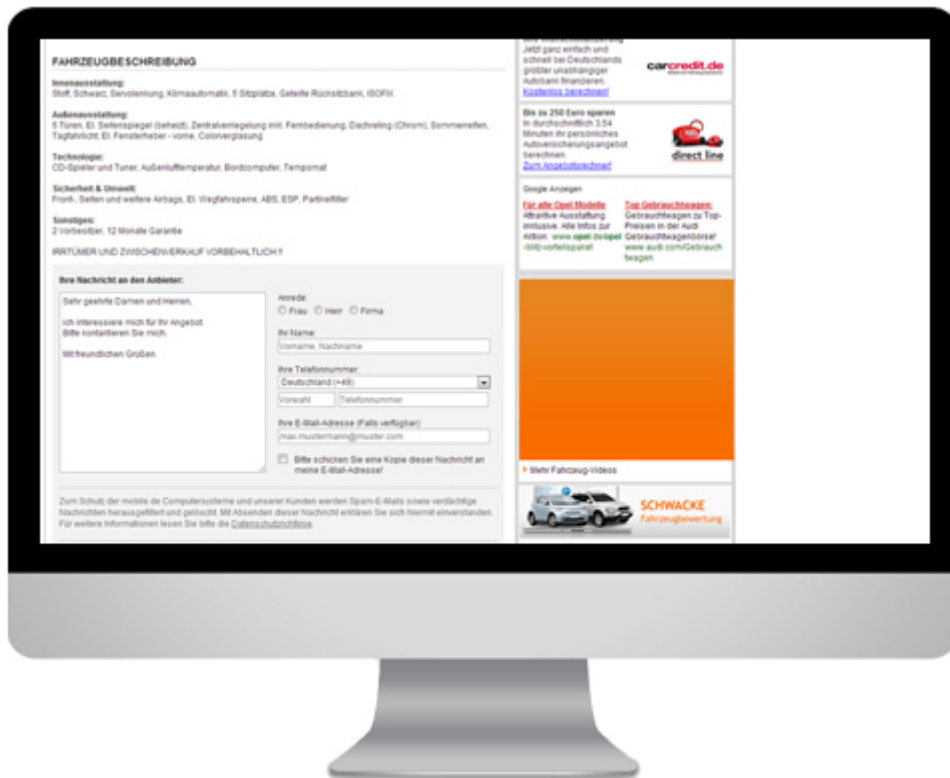 FAHRZEUGBESCHREIBUNG
Innenausstattung:
Stoff, Schwarz, Servolenkung, Klimaautomatik, 5 Sitzplätze, Geteilte Rücksitzbank, ISOFIX
Außenausstattung:
5 Türen, El. Seitenspiegel (beheizt), Zentralverriegelung inkl. Fernbedienung, Dachreling (Chrom), Sommerreifen,
Tagfahrlicht, El. Fensterheber - vorne, Colorverglasung
Technologie:
CD-Spieler und Tuner, Außenlufttemperatur, Bordcomputer, Tempomat
Sicherheit & Umwelt:
Front-, Seiten und weitere Airbags, El. Wegfahrsperre, ABS, ESP, Partikelfilter
Sonstiges:
2 Vorbesitzer, 12 Monate Garantie
IRRTÜMER UND ZWISCHENVERKAUF VORBEHALTLICH !!
Ihre Nachricht an den Anbieter:
Sehr geehrte Damen und Herren,
ich interessiere mich für Ihr Angebot.
Bitte kontaktieren Sie mich.
Mit freundlichen Grüßen
Anrede:
Frau Herr Firma
Ihr Name:
Vorname, Nachname
Ihre Telefonnummer:
Deutschland (+49)
Vorwahl Telefonnummer
Ihre E-Mail-Adresse (Falls verfügbar)
max.mustermann@muster.com
Bitte schicken Sie eine Kopie dieser Nachricht an
meine E-Mail-Adresse!
Zum Schutz der mobile.de Computersysteme und unserer Kunden werden Spam-E-Mails sowie verdächtige
Nachrichten herausgefiltert und gelöscht. Mit Absenden dieser Nachricht erklären Sie sich hiermit einverstanden.
Für weitere Informationen lesen Sie bitte die Datenschutzrichtlinie.
Jetzt ganz einfach und
schnell bei Deutschlands
größter unabhängiger
Autobank finanzieren.
Kostenlos berechnen!
carcredit.de
Bis zu 250 Euro sparen
In durchschnittlich 3,54
Minuten ihr persönliches
Autoversicherungsangebot
berechnen.
Zum Angebotsrechner!
direct line
Google Anzeigen
Für alle Opel Modelle
Attraktive Ausstattung
inklusive. Alle Infos zur
Aktion: www.opel.de/opel
-blitz-vorteilspaket
Top Gebrauchtwagen:
Gebrauchtwagen zu Top-
Preisen in der Audi
Gebrauchtwagenbörse!
www.audi.com/Gebrauch
twagen
Mehr Fahrzeug-Videos
SCHWACKE
Fahrzeugbewertung